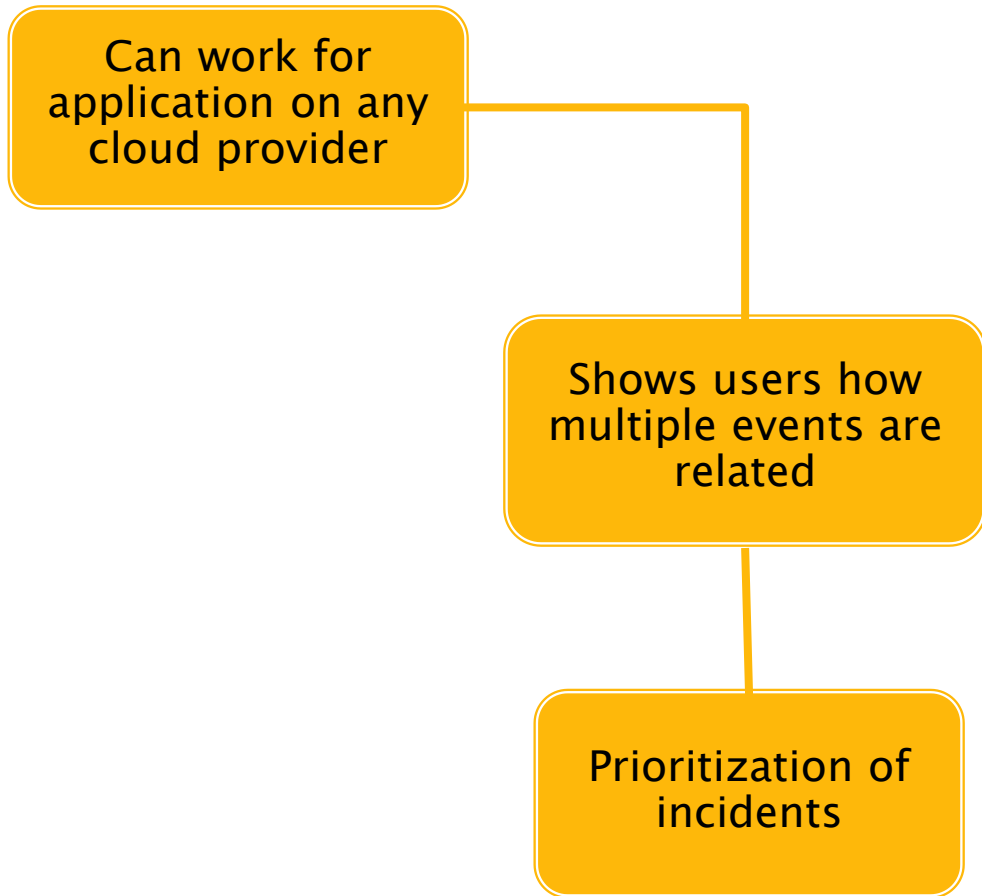 Can work for
application on any
cloud provider
Shows users how
multiple events are
related
Prioritization of
incidents